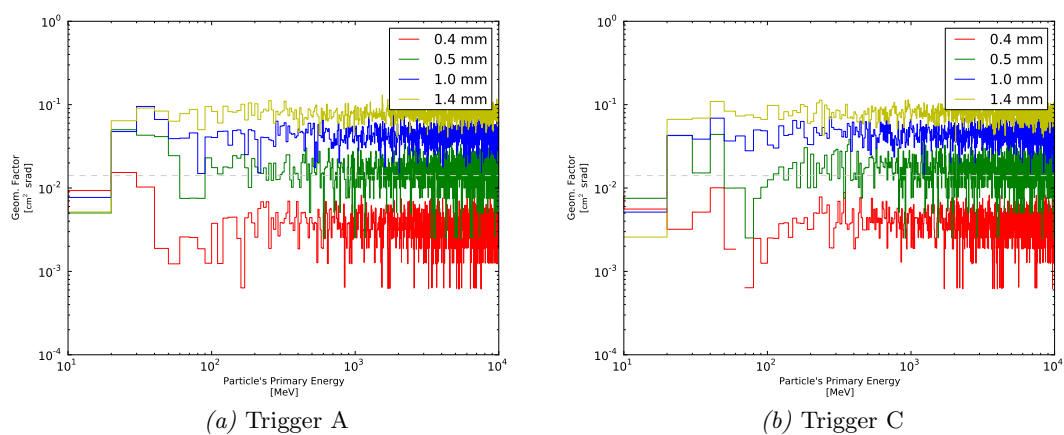 10^0
10^-1
10^-2
10^-3
10^-4
Geom. Factor
[cm^2 srad]
0.4 mm
0.5 mm
1.0 mm
1.4 mm
10^1
10^2
10^3
10^4
Particle's Primary Energy
[MeV]
(a) Trigger A
10^0
10^-1
10^-2
10^-3
10^-4
Geom. Factor
[cm^2 srad]
0.4 mm
0.5 mm
1.0 mm
1.4 mm
10^1
10^2
10^3
10^4
Particle's Primary Energy
[MeV]
(b) Trigger C